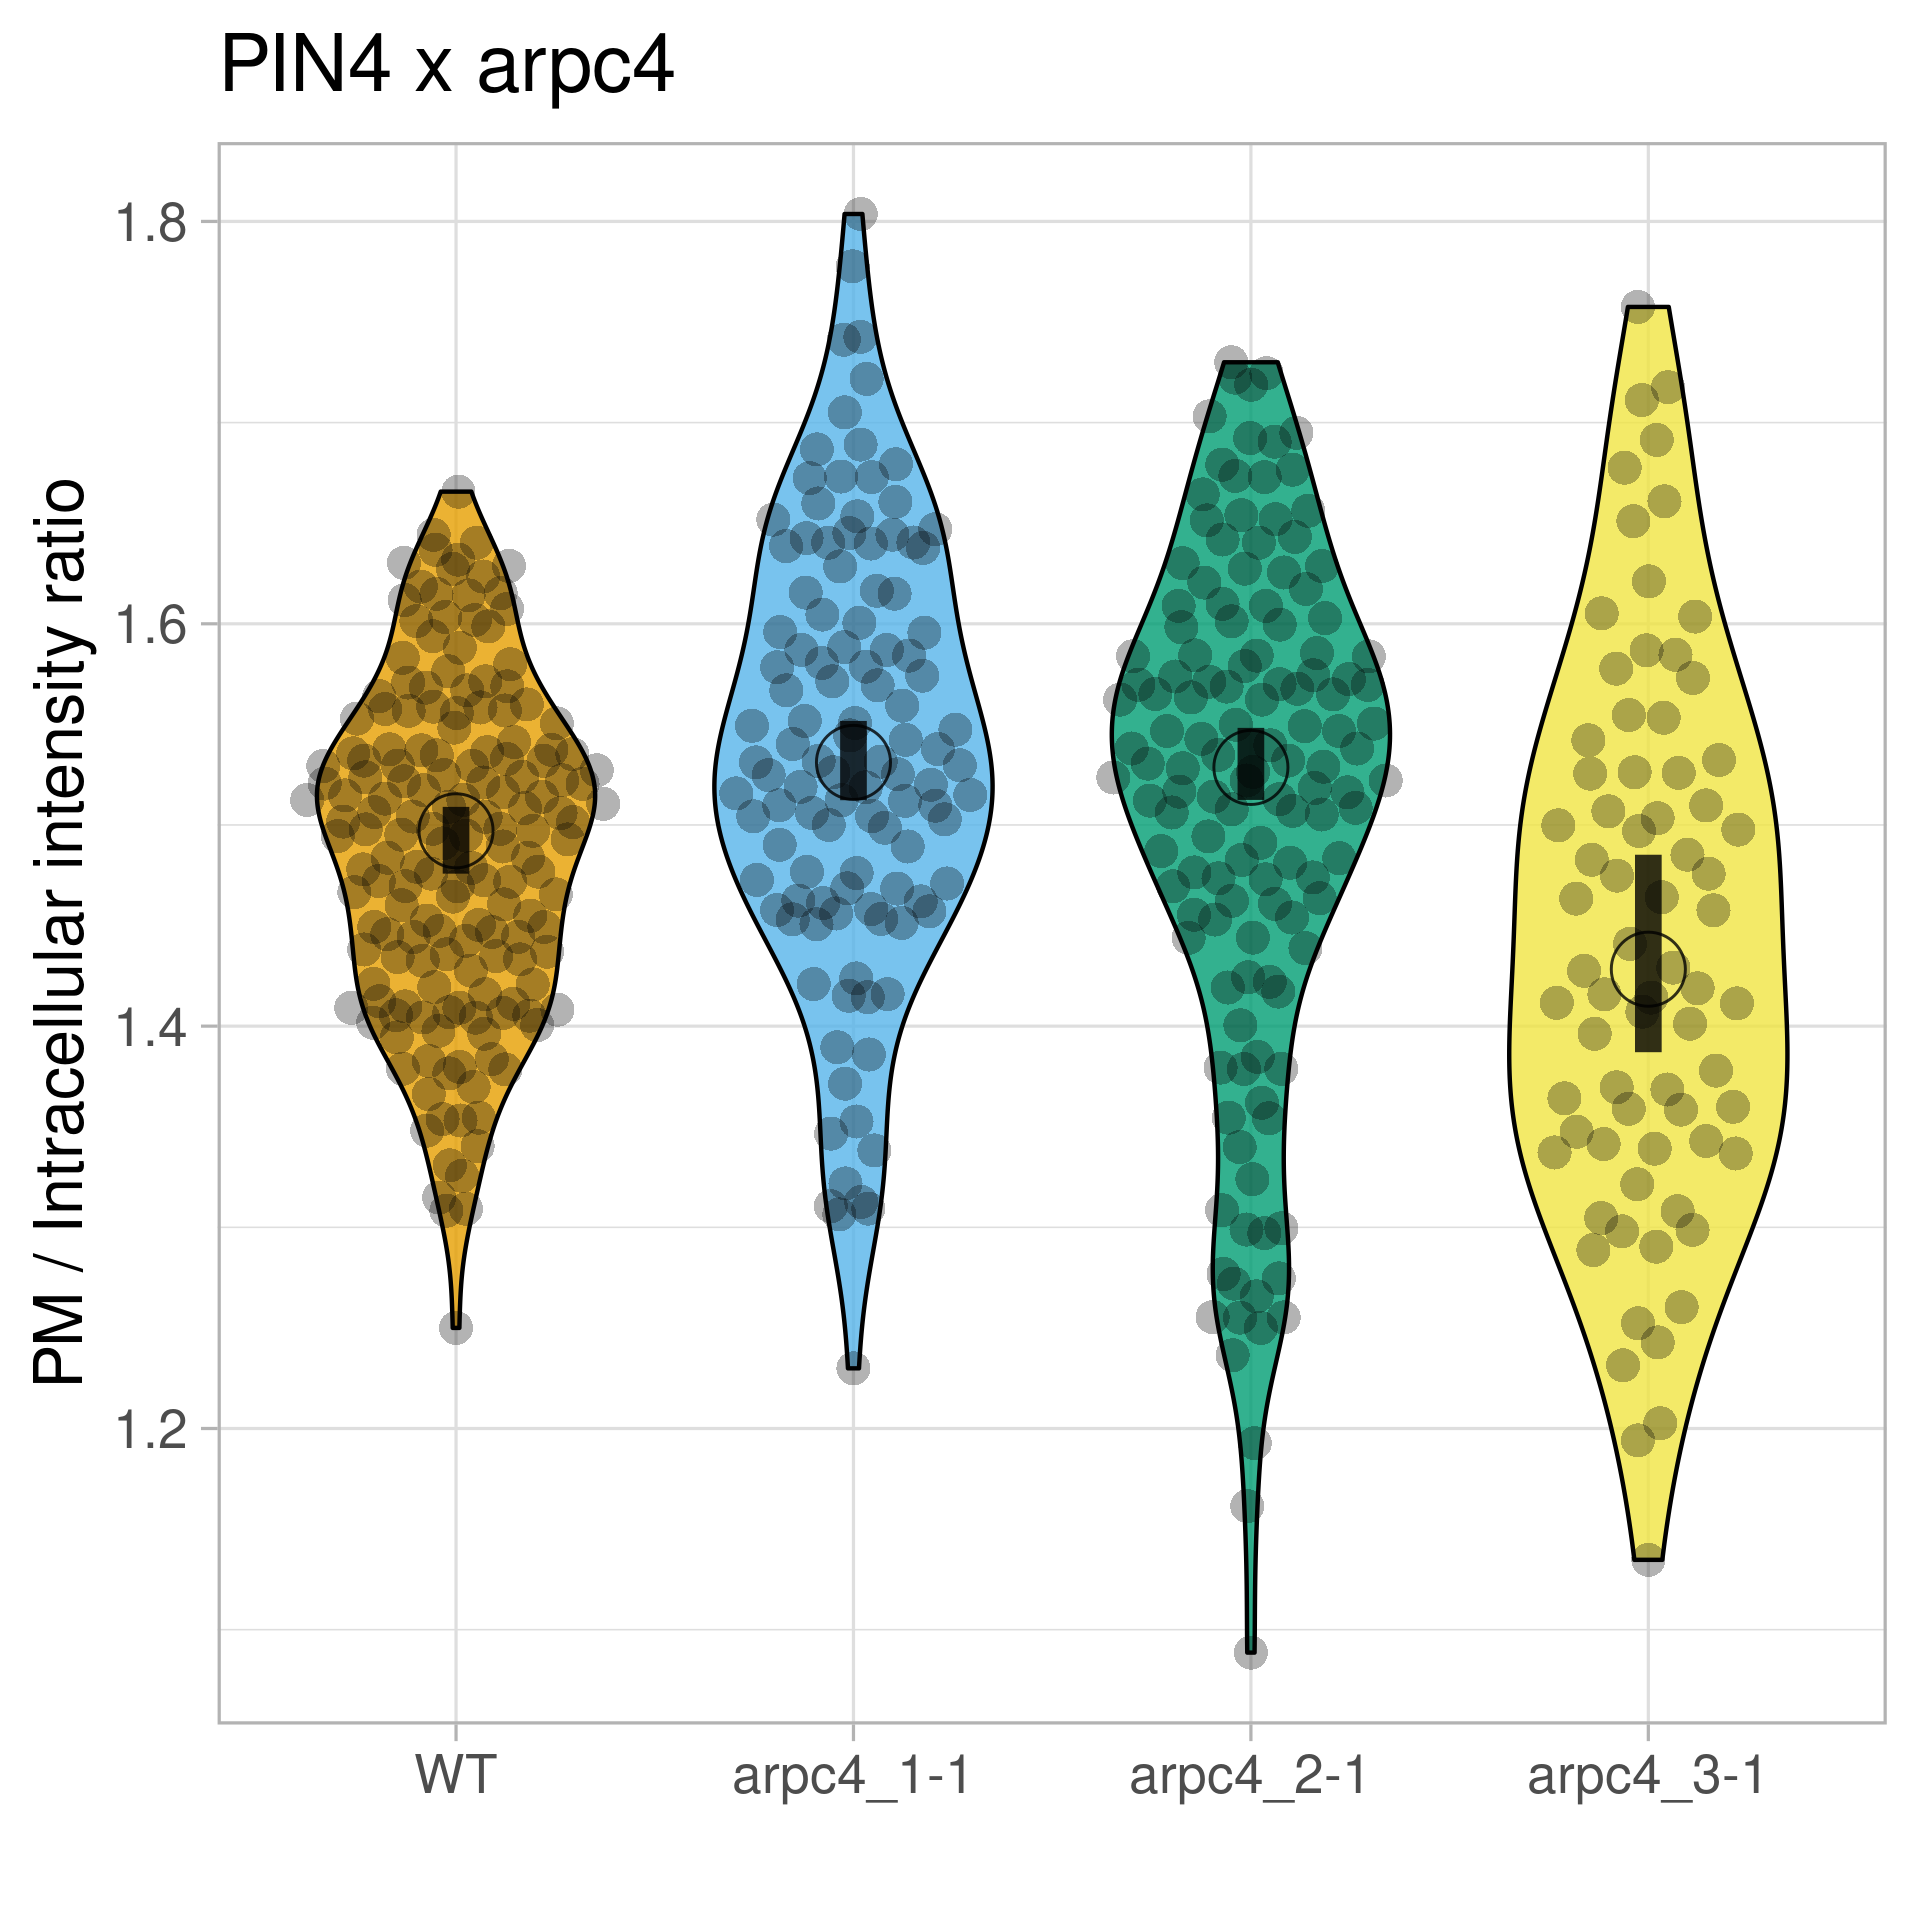 PIN4 x arpc4
PM / Intracellular intensity ratio
1.8
1.6
1.4
1.2
WT
arpc4_1-1
arpc4_2-1
arpc4_3-1